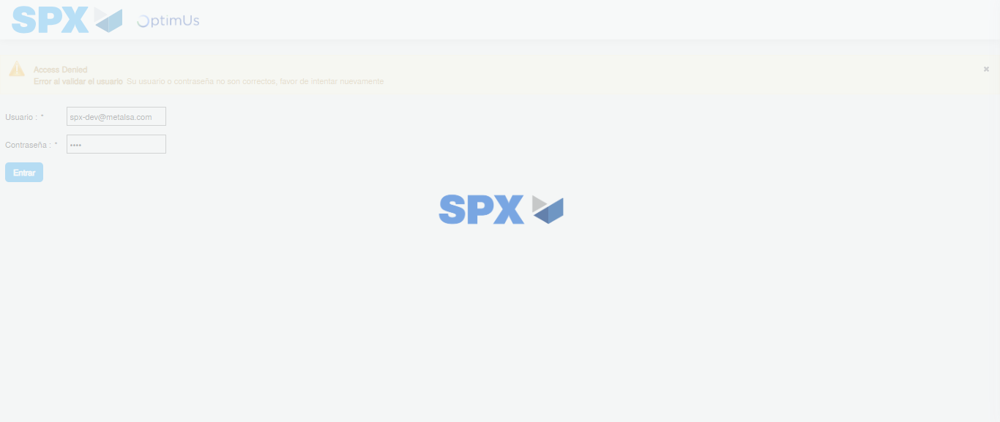 SPX OptimUs
Access Denied
Error al validar el usuario Su usuario o contraseña no son correctos, favor de intentar nuevamente
Usuario : * spx-dev@metalsa.com
Contraseña : * ••••
Entrar
SPX